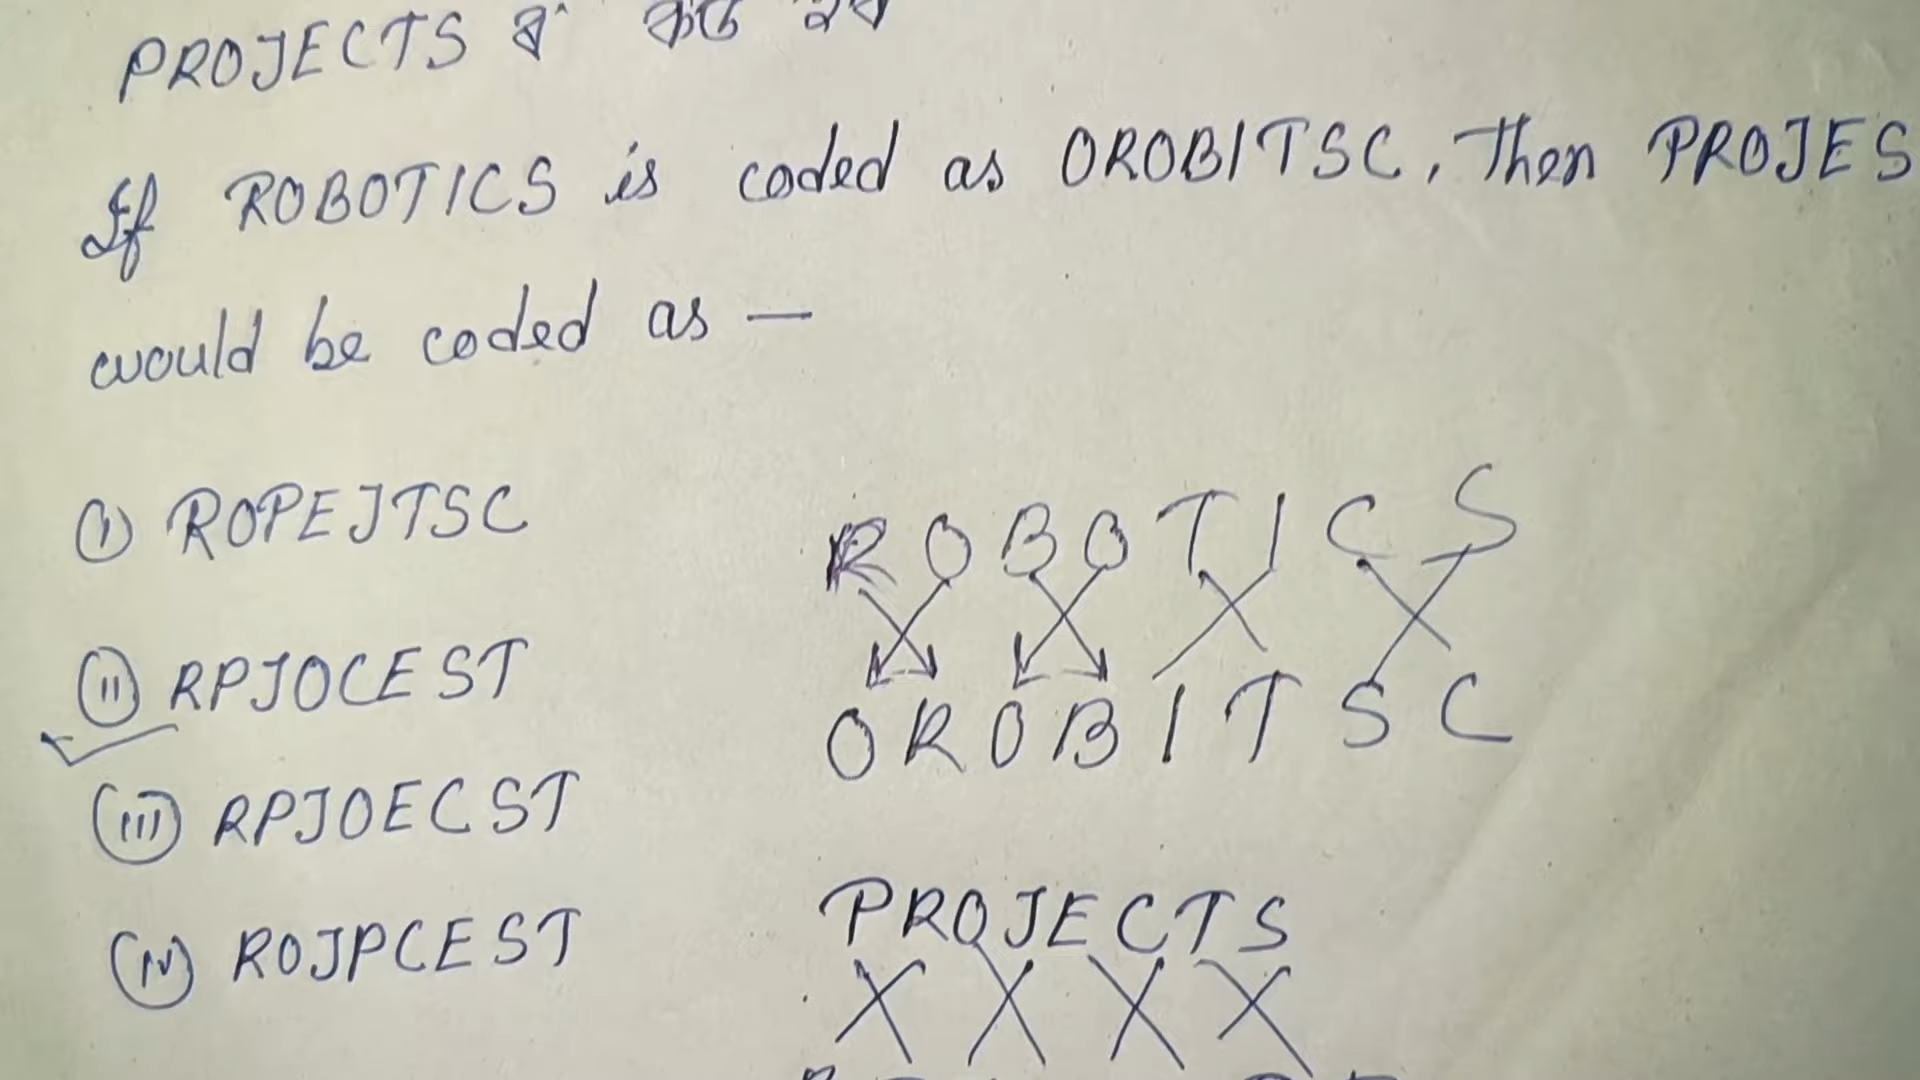 PROJECTS
If ROBOTICS is coded as OROBITSC, Then PROJES
would be coded as —
(i) ROPEJTSC
(ii) RPJOCEST
(iii) RPJOECST
(iv) ROJPCEST
ROBOTICS
OROBITSC
PROJECTS